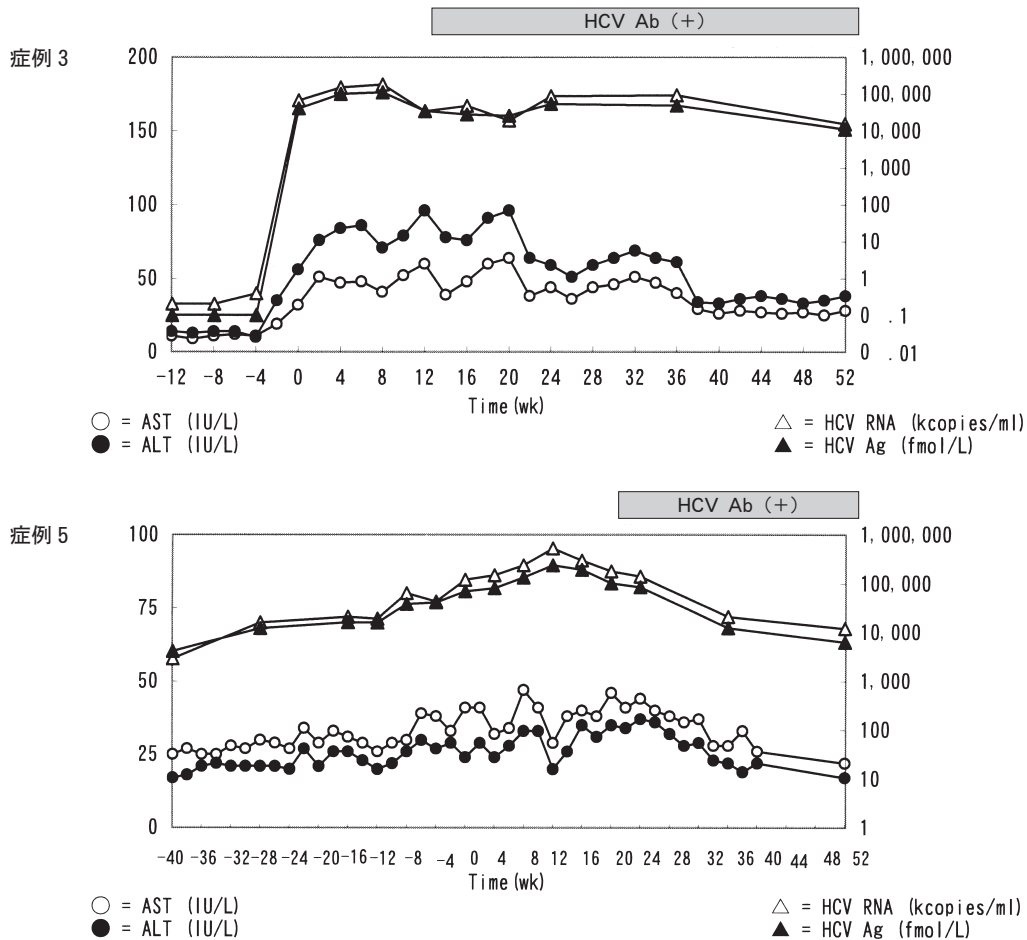 HCV Ab (+)
症例 3
200
150
100
50
0
1,000,000
100,000
10,000
1,000
100
10
1
0 .1
0 .01
-12 -8 -4 0 4 8 12 16 20 24 28 32 36 40 44 48 52
Time(wk)
○ = AST (IU/L)
● = ALT (IU/L)
△ = HCV RNA (kcopies/ml)
▲ = HCV Ag (fmol/L)
HCV Ab (+)
症例 5
100
75
50
25
0
1,000,000
100,000
10,000
1,000
100
10
1
-40 -36 -32 -28 -24 -20 -16 -12 -8 -4 0 4 8 12 16 20 24 28 32 36 40 44 48 52
Time(wk)
○ = AST (IU/L)
● = ALT (IU/L)
△ = HCV RNA (kcopies/ml)
▲ = HCV Ag (fmol/L)